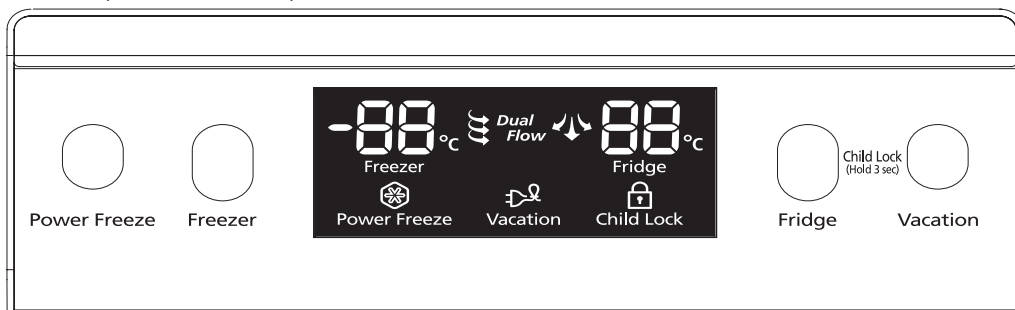 -88°C
Dual
Flow
88°C
Freezer
Fridge
Power Freeze
Vacation
Child Lock
Power Freeze
Freezer
Fridge
Child Lock
(Hold 3 sec)
Vacation